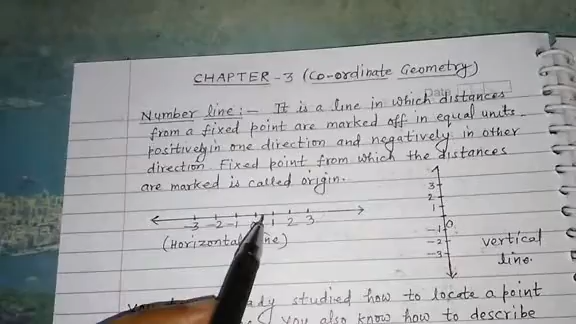 CHAPTER - 3 (Co-ordinate Geometry)
Date
Number line :- It is a line in which distances
from a fixed point are marked off in equal units
positively in one direction and negatively in other
direction. Fixed point from which the distances
are marked is called origin.
3
2
1
0
-1
-2
-3
-3 -2 -1 2 3
(Horizontal line)
vertical
line.
studied how to locate a point
you also know how to describe